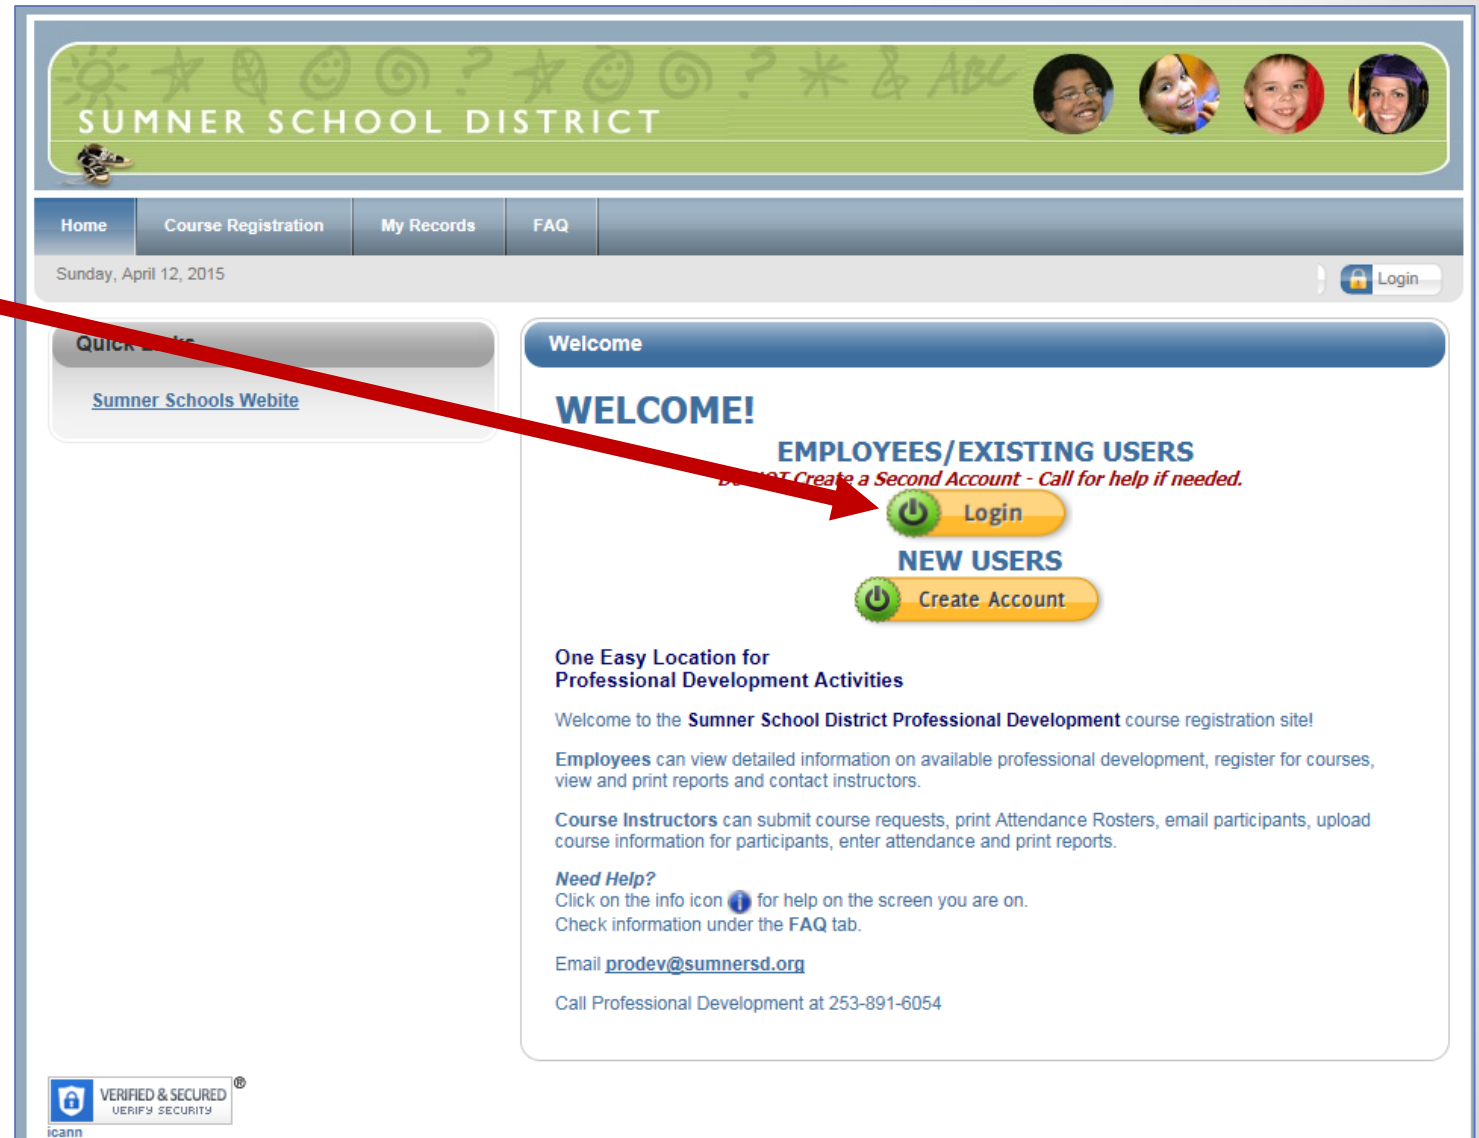 ABC
SUMNER SCHOOL DISTRICT
Home Course Registration My Records FAQ
Sunday, April 12, 2015
Login
Quick
Welcome
Sumner Schools Webite
WELCOME!
EMPLOYEES/EXISTING USERS
Create a Second Account - Call for help if needed.
Login
NEW USERS
Create Account
One Easy Location for
Professional Development Activities
Welcome to the Sumner School District Professional Development course registration site!
Employees can view detailed information on available professional development, register for courses,
view and print reports and contact instructors.
Course Instructors can submit course requests, print Attendance Rosters, email participants, upload
course information for participants, enter attendance and print reports.
Need Help?
Click on the info icon for help on the screen you are on.
Check information under the FAQ tab.
Email prodev@sumnersd.org
Call Professional Development at 253-891-6054
VERIFIED & SECURED ®
VERIFY SECURITY
icann